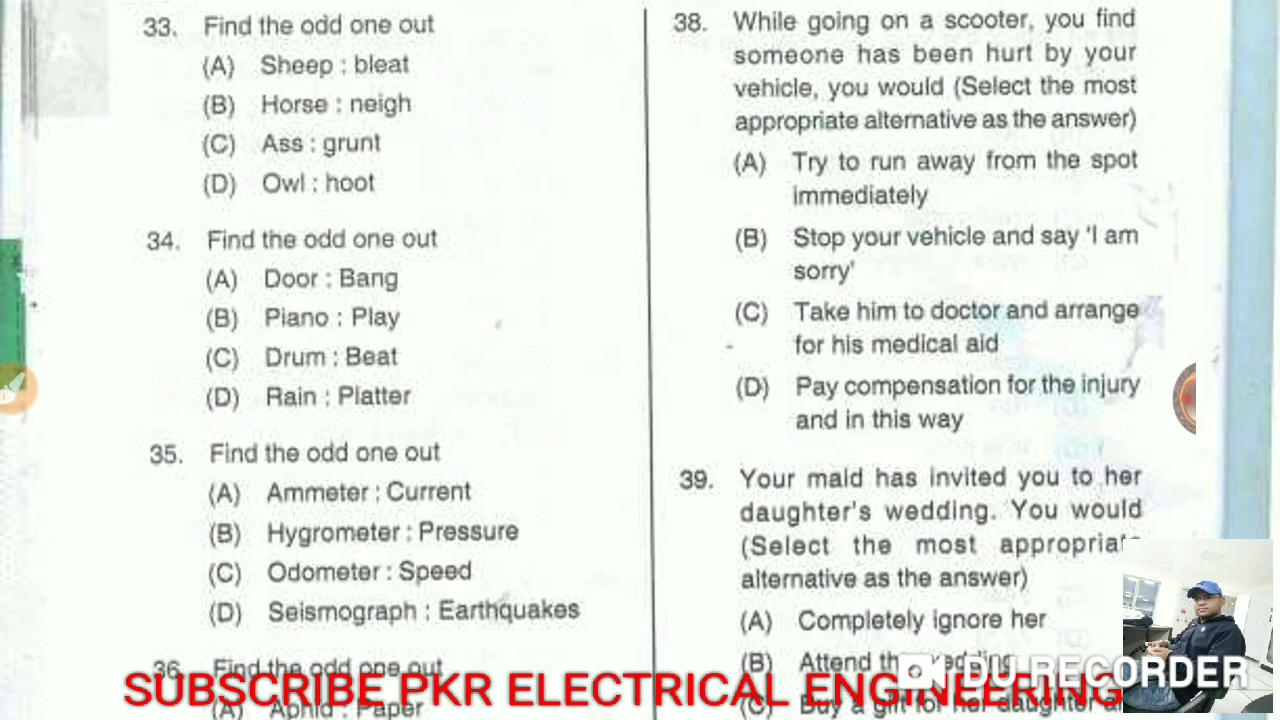 33. Find the odd one out
(A) Sheep : bleat
(B) Horse : neigh
(C) Ass : grunt
(D) Owl : hoot
34. Find the odd one out
(A) Door : Bang
(B) Piano : Play
(C) Drum : Beat
(D) Rain : Platter
35. Find the odd one out
(A) Ammeter : Current
(B) Hygrometer : Pressure
(C) Odometer : Speed
(D) Seismograph : Earthquakes
36. Find the odd one out
(A) Aphid : Paper
38. While going on a scooter, you find
someone has been hurt by your
vehicle, you would (Select the most
appropriate alternative as the answer)
(A) Try to run away from the spot
immediately
(B) Stop your vehicle and say 'I am
sorry'
(C) Take him to doctor and arrange
for his medical aid
(D) Pay compensation for the injury
and in this way
39. Your maid has invited you to her
daughter's wedding. You would
(Select the most
alternative as the answer)
(A) Completely ignore her
(B) Attend
(C) Buy a gift for her daughter
DU RECORDER
SUBSCRIBE PKR ELECTRICAL ENGINEERING